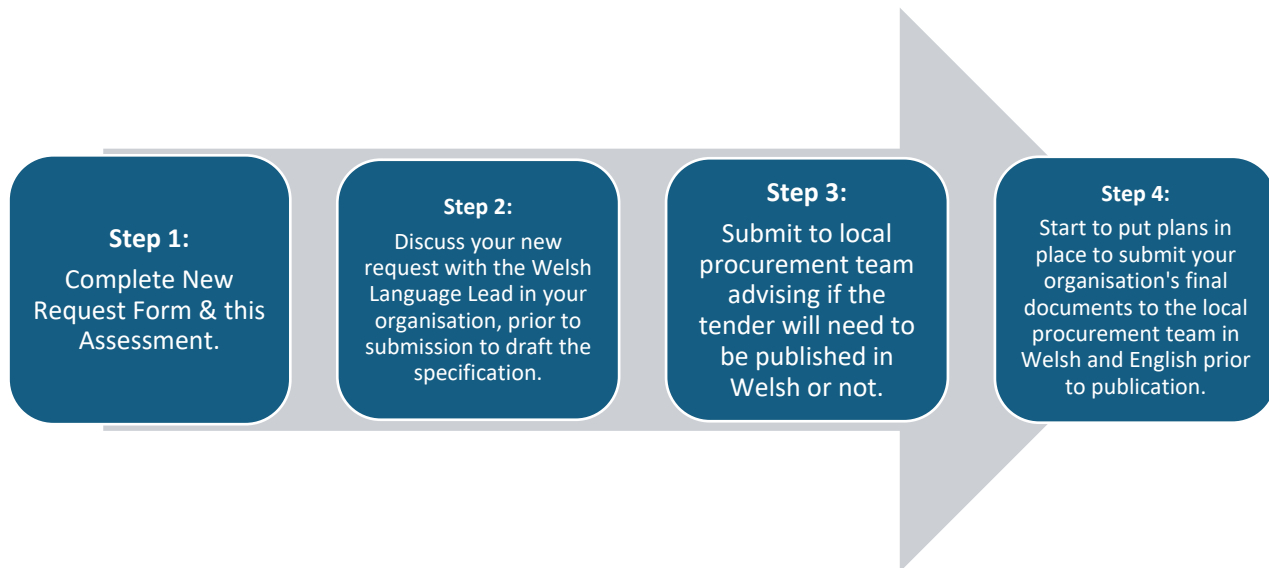 Step 1:
Complete New
Request Form & this
Assessment.
Step 2:
Discuss your new
request with the Welsh
Language Lead in your
organisation, prior to
submission to draft the
specification.
Step 3:
Submit to local
procurement team
advising if the
tender will need to
be published in
Welsh or not.
Step 4:
Start to put plans in
place to submit your
organisation's final
documents to the local
procurement team in
Welsh and English prior
to publication.